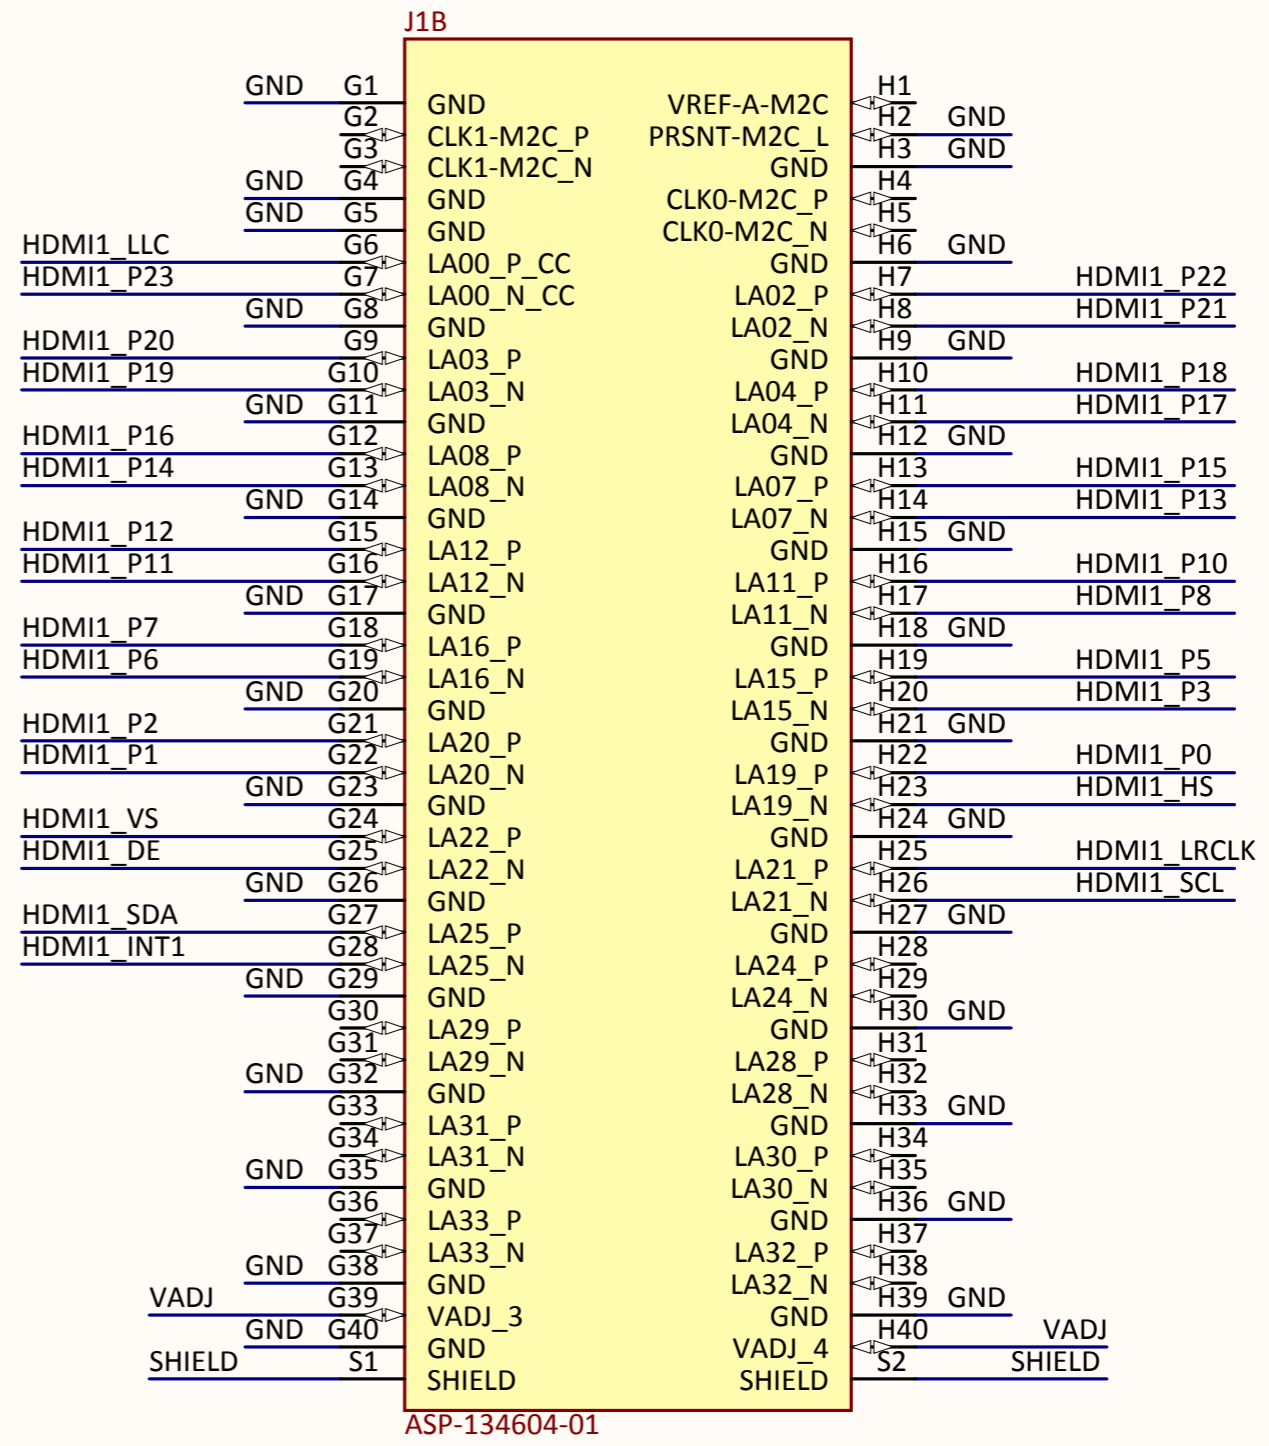 J1B
GND G1 GND VREF-A-M2C H1
G2 CLK1-M2C_P PRSNT-M2C_L H2 GND
G3 CLK1-M2C_N GND H3 GND
GND G4 GND CLK0-M2C_P H4
GND G5 GND CLK0-M2C_N H5
HDMI1_LLC G6 LA00_P_CC GND H6 GND
HDMI1_P23 G7 LA00_N_CC LA02_P H7 HDMI1_P22
GND G8 GND LA02_N H8 HDMI1_P21
HDMI1_P20 G9 LA03_P GND H9 GND
HDMI1_P19 G10 LA03_N LA04_P H10 HDMI1_P18
GND G11 GND LA04_N H11 HDMI1_P17
HDMI1_P16 G12 LA08_P GND H12 GND
HDMI1_P14 G13 LA08_N LA07_P H13 HDMI1_P15
GND G14 GND LA07_N H14 HDMI1_P13
HDMI1_P12 G15 LA12_P GND H15 GND
HDMI1_P11 G16 LA12_N LA11_P H16 HDMI1_P10
GND G17 GND LA11_N H17 HDMI1_P8
HDMI1_P7 G18 LA16_P GND H18 GND
HDMI1_P6 G19 LA16_N LA15_P H19 HDMI1_P5
GND G20 GND LA15_N H20 HDMI1_P3
HDMI1_P2 G21 LA20_P GND H21 GND
HDMI1_P1 G22 LA20_N LA19_P H22 HDMI1_P0
GND G23 GND LA19_N H23 HDMI1_HS
HDMI1_VS G24 LA22_P GND H24 GND
HDMI1_DE G25 LA22_N LA21_P H25 HDMI1_LRCLK
GND G26 GND LA21_N H26 HDMI1_SCL
HDMI1_SDA G27 LA25_P GND H27 GND
HDMI1_INT1 G28 LA25_N LA24_P H28
GND G29 GND LA24_N H29
G30 LA29_P GND H30 GND
G31 LA29_N LA28_P H31
GND G32 GND LA28_N H32
G33 LA31_P GND H33 GND
G34 LA31_N LA30_P H34
GND G35 GND LA30_N H35
G36 LA33_P GND H36 GND
G37 LA33_N LA32_P H37
GND G38 GND LA32_N H38
VADJ G39 VADJ_3 GND H39 GND
GND G40 GND VADJ_4 H40 VADJ
SHIELD S1 SHIELD SHIELD S2 SHIELD
ASP-134604-01